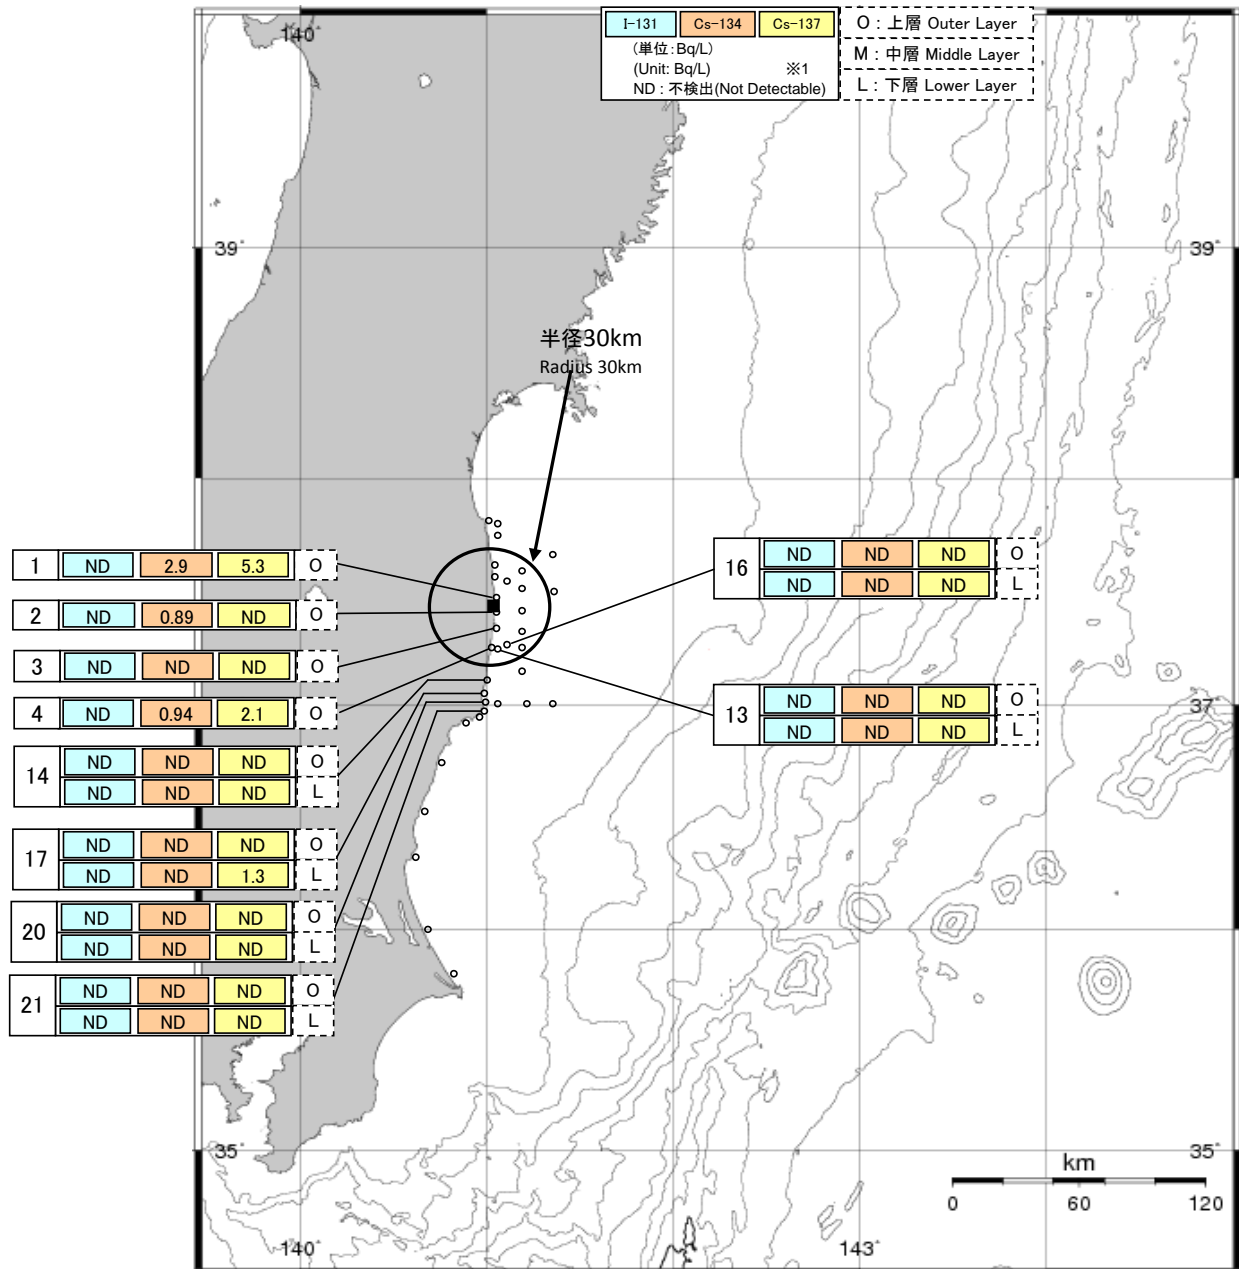 140°
I-131 Cs-134 Cs-137
(単位:Bq/L)
(Unit: Bq/L) ※1
ND : 不検出(Not Detectable)
O : 上層 Outer Layer
M : 中層 Middle Layer
L : 下層 Lower Layer
39° 39°
半径30km
Radius 30km
1 ND 2.9 5.3 O
2 ND 0.89 ND O
3 ND ND ND O
4 ND 0.94 2.1 O
14 ND ND ND O
ND ND ND L
17 ND ND ND O
ND ND 1.3 L
20 ND ND ND O
ND ND ND L
21 ND ND ND O
ND ND ND L
16 ND ND ND O
ND ND ND L
13 ND ND ND O
ND ND ND L
37°
35° 35°
km
0 60 120
140° 143°